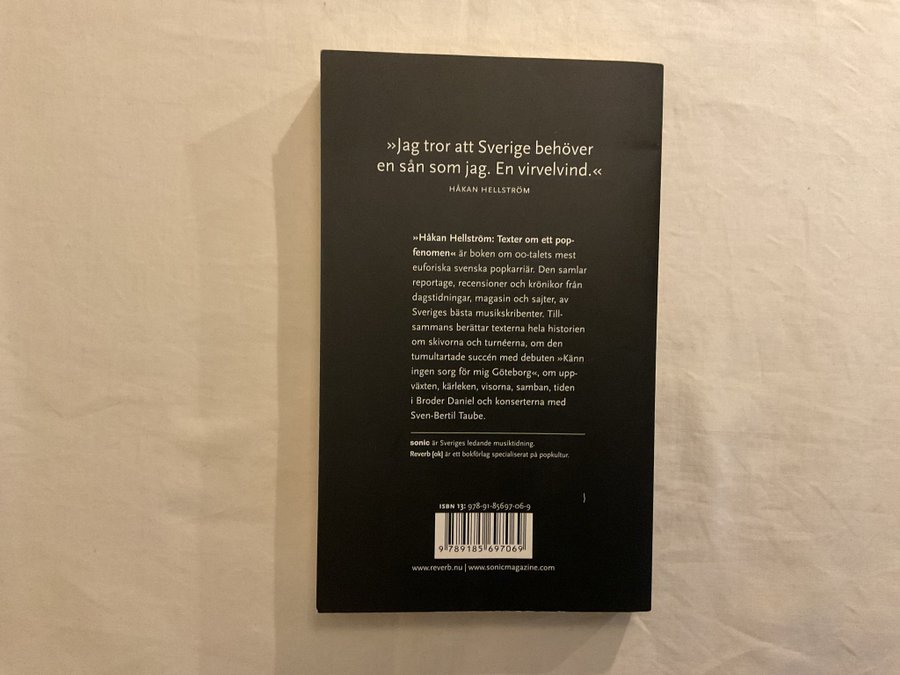 »Jag tror att Sverige behöver
en sån som jag. En virvelvind.«
HÅKAN HELLSTRÖM
»Håkan Hellström: Texter om ett pop-
fenomen« är boken om 00-talets mest
euforiska svenska popkarriär. Den samlar
reportage, recensioner och krönikor från
dagstidningar, magasin och sajter, av
Sveriges bästa musikskribenter. Till-
sammans berättar texterna hela historien
om skivorna och turnéerna, om den
tumultartade succén med debuten »Känn
ingen sorg för mig Göteborg«, om upp-
växten, kärleken, visorna, samban, tiden
i Broder Daniel och konserterna med
Sven-Bertil Taube.
sonic är Sveriges ledande musiktidning.
Reverb [ok] är ett bokförlag specialiserat på popkultur.
ISBN 13: 978-91-85697-06-9
9 789185 697069
www.reverb.nu | www.sonicmagazine.com